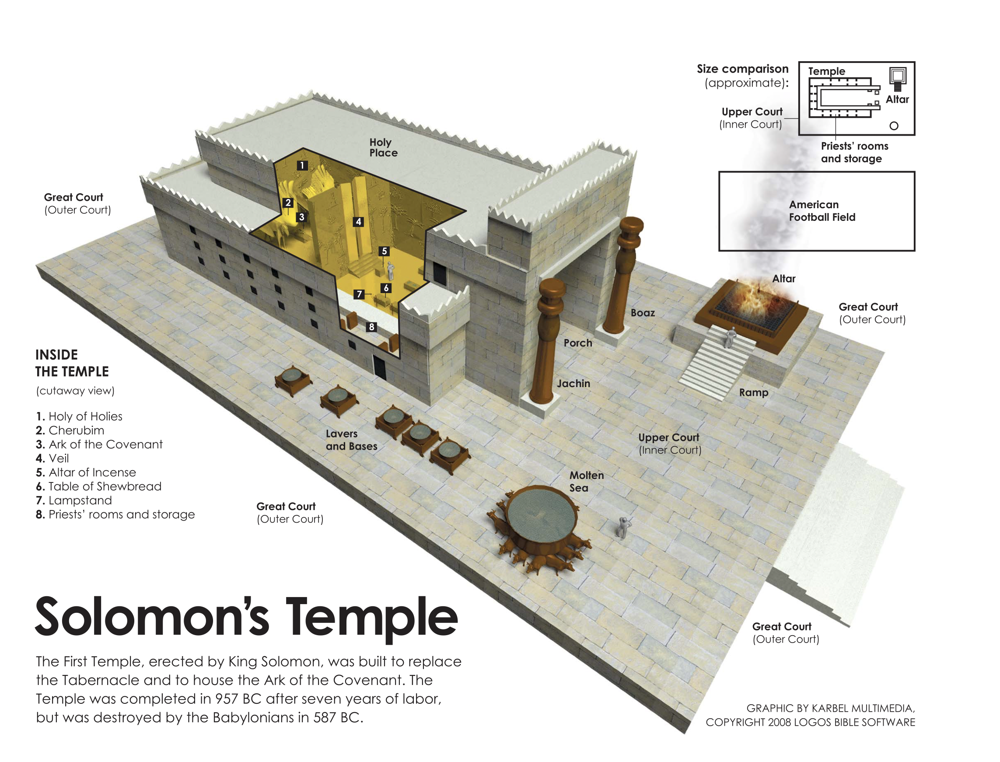 Size comparison
(approximate):
Temple
Altar
Upper Court
(Inner Court)
Priests’ rooms
and storage
American
Football Field
Holy
Place
1
2
3
4
5
6
7
8
Great Court
(Outer Court)
Altar
Great Court
(Outer Court)
Boaz
Porch
Jachin
Ramp
INSIDE
THE TEMPLE
(cutaway view)
1. Holy of Holies
2. Cherubim
3. Ark of the Covenant
4. Veil
5. Altar of Incense
6. Table of Shewbread
7. Lampstand
8. Priests’ rooms and storage
Lavers
and Bases
Upper Court
(Inner Court)
Molten
Sea
Great Court
(Outer Court)
Great Court
(Outer Court)
Solomon’s Temple
The First Temple, erected by King Solomon, was built to replace
the Tabernacle and to house the Ark of the Covenant. The
Temple was completed in 957 BC after seven years of labor,
but was destroyed by the Babylonians in 587 BC.
GRAPHIC BY KARBEL MULTIMEDIA,
COPYRIGHT 2008 LOGOS BIBLE SOFTWARE